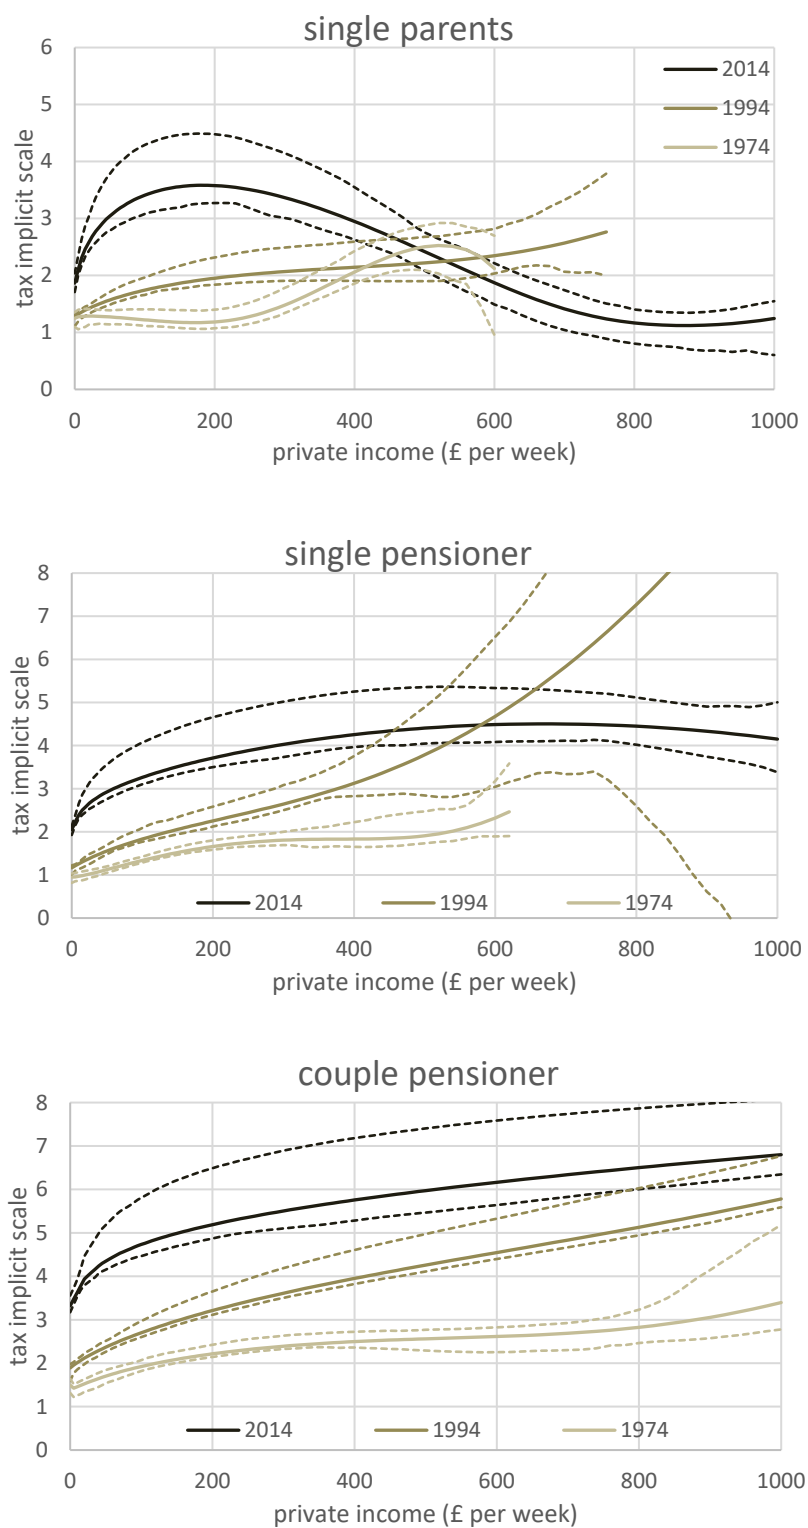 single parents
6
5
4
3
2
1
0
tax implicit scale
2014
1994
1974
0 200 400 600 800 1000
private income (£ per week)
single pensioner
8
7
6
5
4
3
2
1
0
tax implicit scale
2014 1994 1974
0 200 400 600 800 1000
private income (£ per week)
couple pensioner
8
7
6
5
4
3
2
1
0
tax implicit scale
2014 1994 1974
0 200 400 600 800 1000
private income (£ per week)